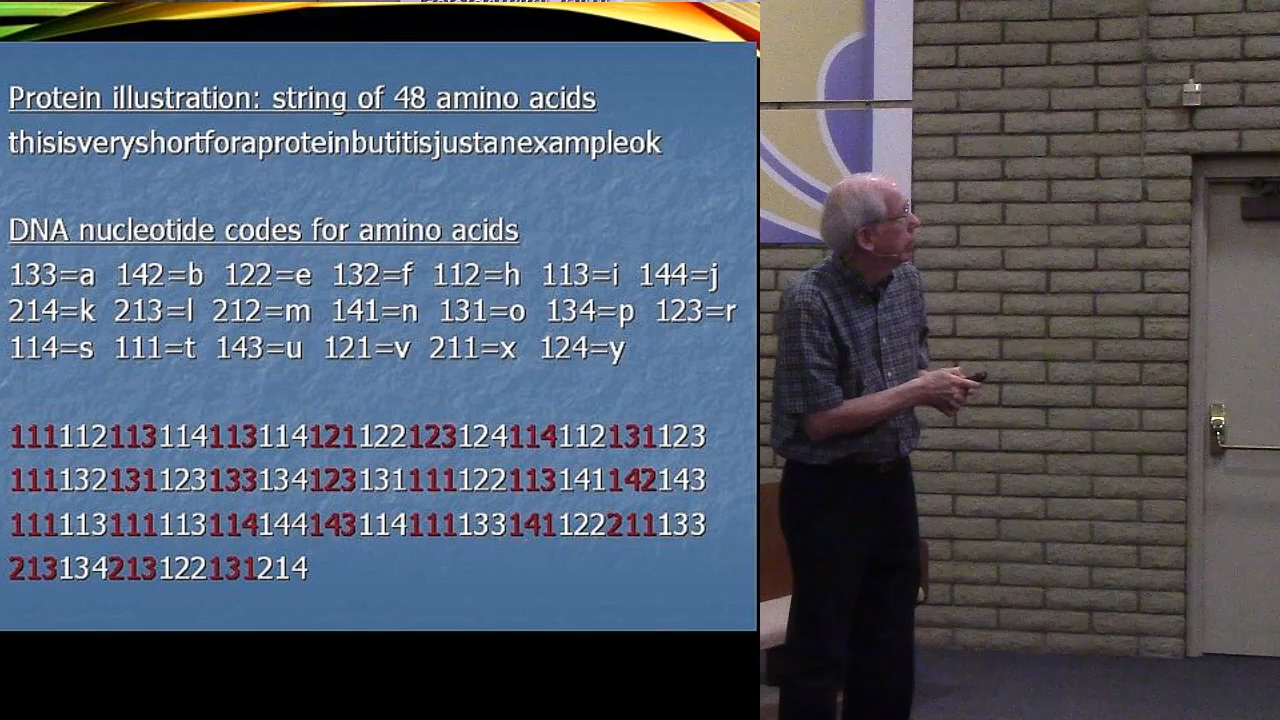 Protein illustration: string of 48 amino acids
thisisveryshortforaproteinbutitisjustanexampleok
DNA nucleotide codes for amino acids
133=a 142=b 122=e 132=f 112=h 113=i 144=j
214=k 213=l 212=m 141=n 131=o 134=p 123=r
114=s 111=t 143=u 121=v 211=x 124=y
111112113114113114121122123124114112131123
111132131123133134123131111122113141142143
111113111113114144143114111133141122211133
213134213122131214